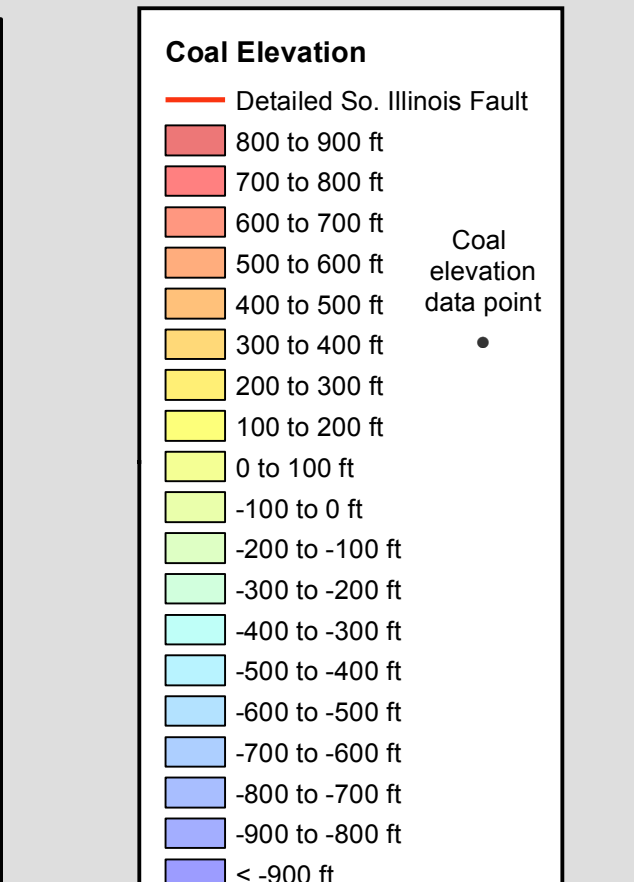 Coal Elevation
Detailed So. Illinois Fault
800 to 900 ft
700 to 800 ft
600 to 700 ft
500 to 600 ft
400 to 500 ft
300 to 400 ft
200 to 300 ft
100 to 200 ft
0 to 100 ft
-100 to 0 ft
-200 to -100 ft
-300 to -200 ft
-400 to -300 ft
-500 to -400 ft
-600 to -500 ft
-700 to -600 ft
-800 to -700 ft
-900 to -800 ft
< -900 ft
Coal
elevation
data point